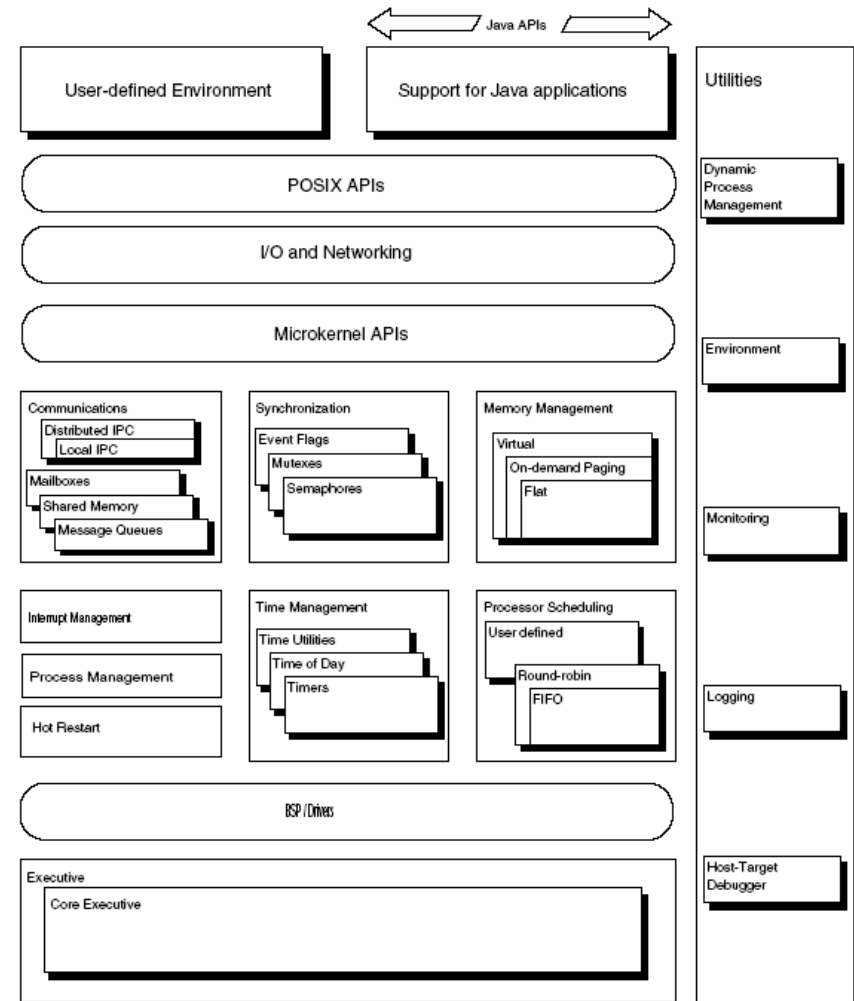 Java APIs
User-defined Environment
Support for Java applications
POSIX APIs
I/O and Networking
Microkernel APIs
Communications
Distributed IPC
Local IPC
Mailboxes
Shared Memory
Message Queues
Synchronization
Event Flags
Mutexes
Semaphores
Memory Management
Virtual
On-demand Paging
Flat
Interrupt Management
Process Management
Hot Restart
Time Management
Time Utilities
Time of Day
Timers
Processor Scheduling
User defined
Round-robin
FIFO
BSP / Drivers
Executive
Core Executive
Utilities
Dynamic
Process
Management
Environment
Monitoring
Logging
Host-Target
Debugger